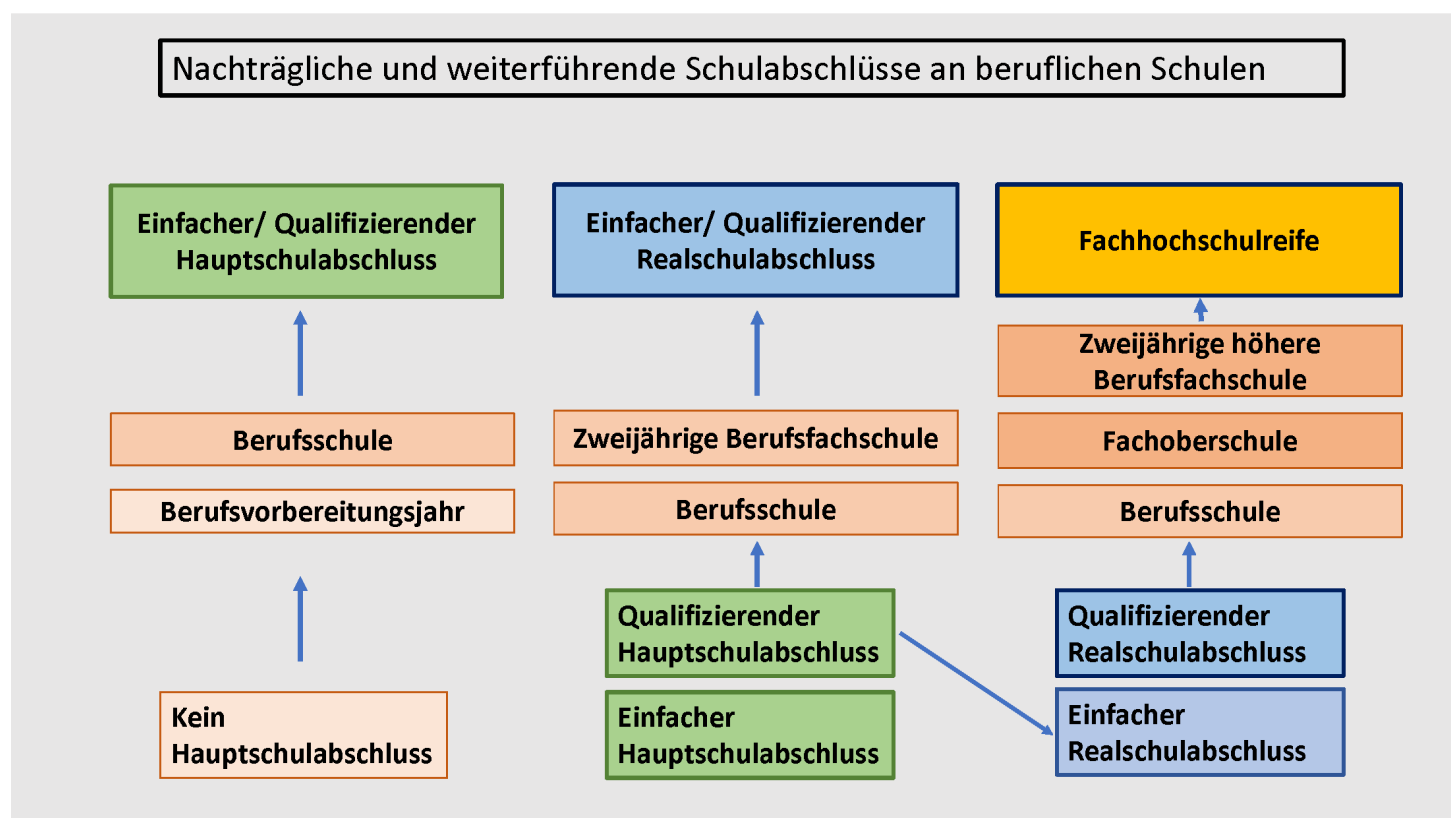 Nachträgliche und weiterführende Schulabschlüsse an beruflichen Schulen
Einfacher/ Qualifizierender
Hauptschulabschluss
Berufsschule
Berufsvorbereitungsjahr
Kein
Hauptschulabschluss
Einfacher/ Qualifizierender
Realschulabschluss
Zweijährige Berufsfachschule
Berufsschule
Qualifizierender
Hauptschulabschluss
Einfacher
Hauptschulabschluss
Fachhochschulreife
Zweijährige höhere
Berufsfachschule
Fachoberschule
Berufsschule
Qualifizierender
Realschulabschluss
Einfacher
Realschulabschluss